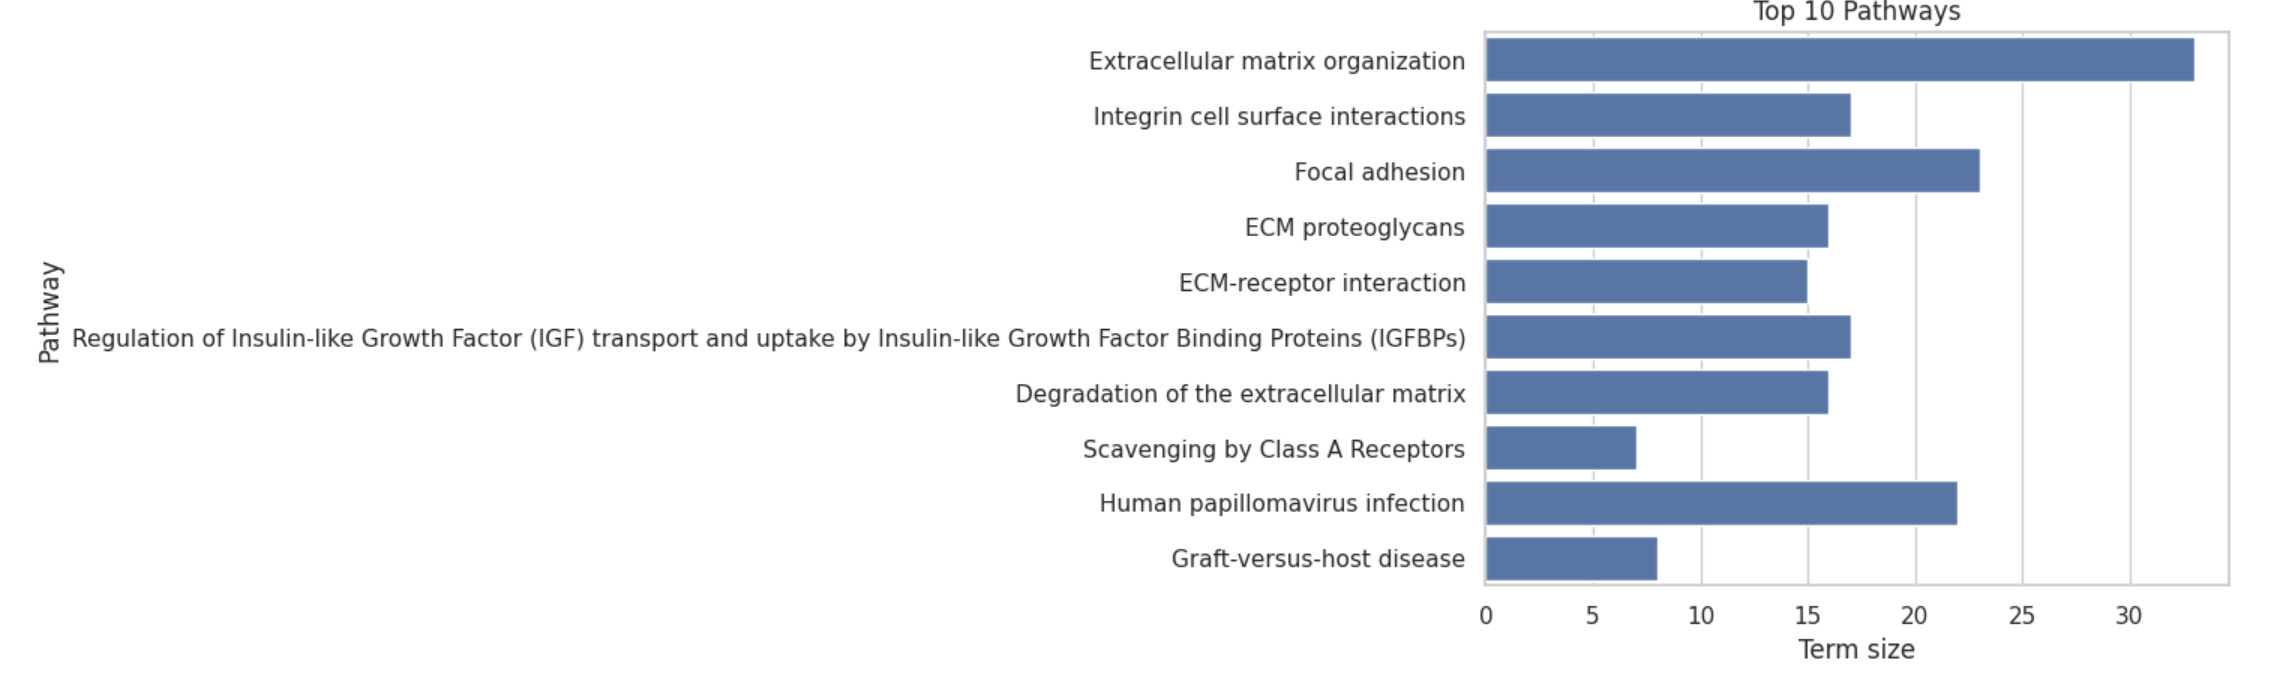 Top 10 Pathways
Extracellular matrix organization
Integrin cell surface interactions
Focal adhesion
ECM proteoglycans
ECM-receptor interaction
Regulation of Insulin-like Growth Factor (IGF) transport and uptake by Insulin-like Growth Factor Binding Proteins (IGFBPs)
Degradation of the extracellular matrix
Scavenging by Class A Receptors
Human papillomavirus infection
Graft-versus-host disease
Pathway
0 5 10 15 20 25 30
Term size